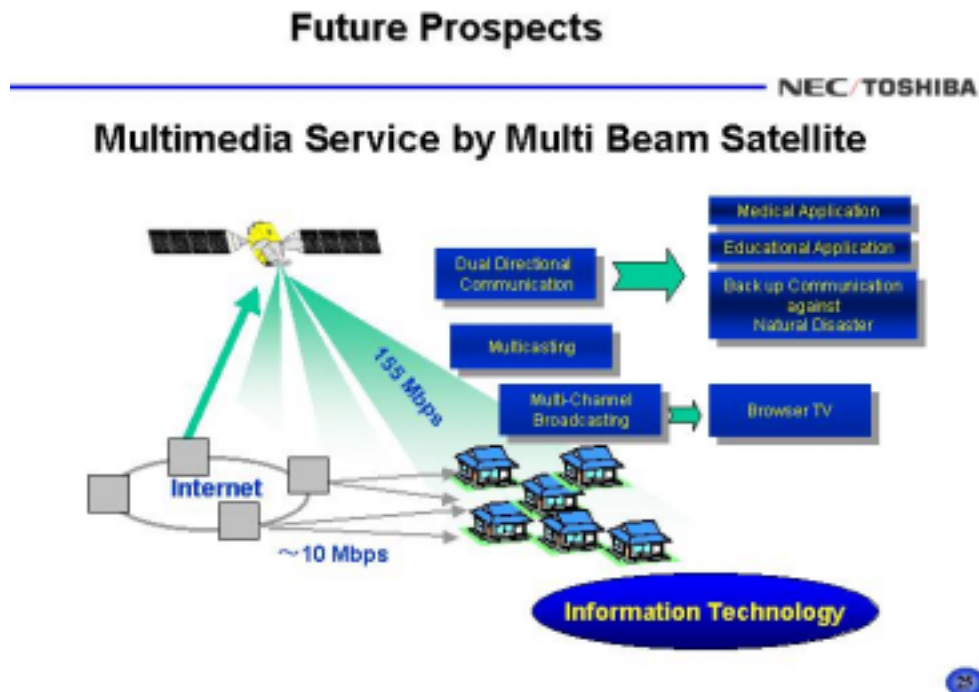 Future Prospects
NEC/TOSHIBA
Multimedia Service by Multi Beam Satellite
Dual Directional
Communication
Medical Application
Educational Application
Back up Communication
against
Natural Disaster
Multicasting
155 Mbps
Multi-Channel
Broadcasting
Browser TV
Internet
~10 Mbps
Information Technology
25